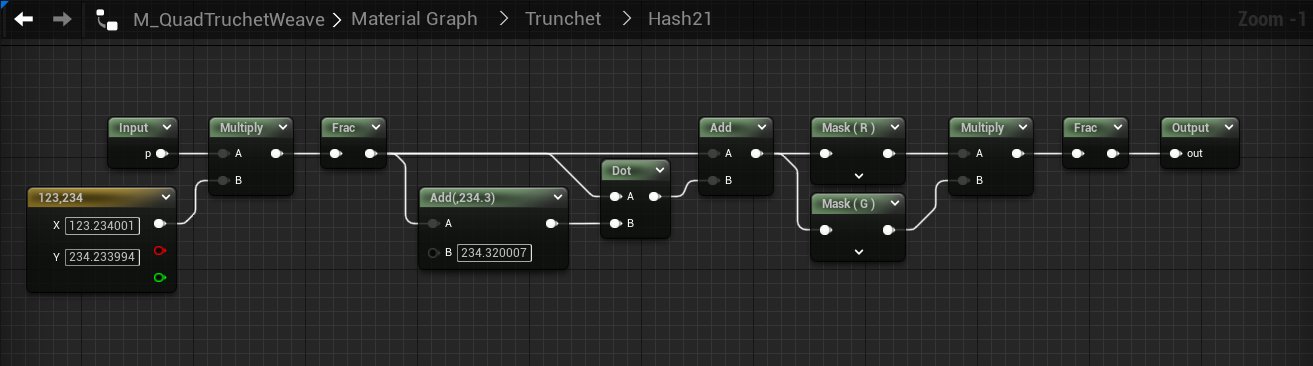 M_QuadTruchetWeave > Material Graph > Trunchet > Hash21
Zoom -1
Input
p
Multiply
A
B
Frac
123,234
X 123.234001
Y 234.233994
Add(,234.3)
A
B 234.320007
Dot
A
B
Add
A
B
Mask ( R )
Mask ( G )
Multiply
A
B
Frac
Output
out